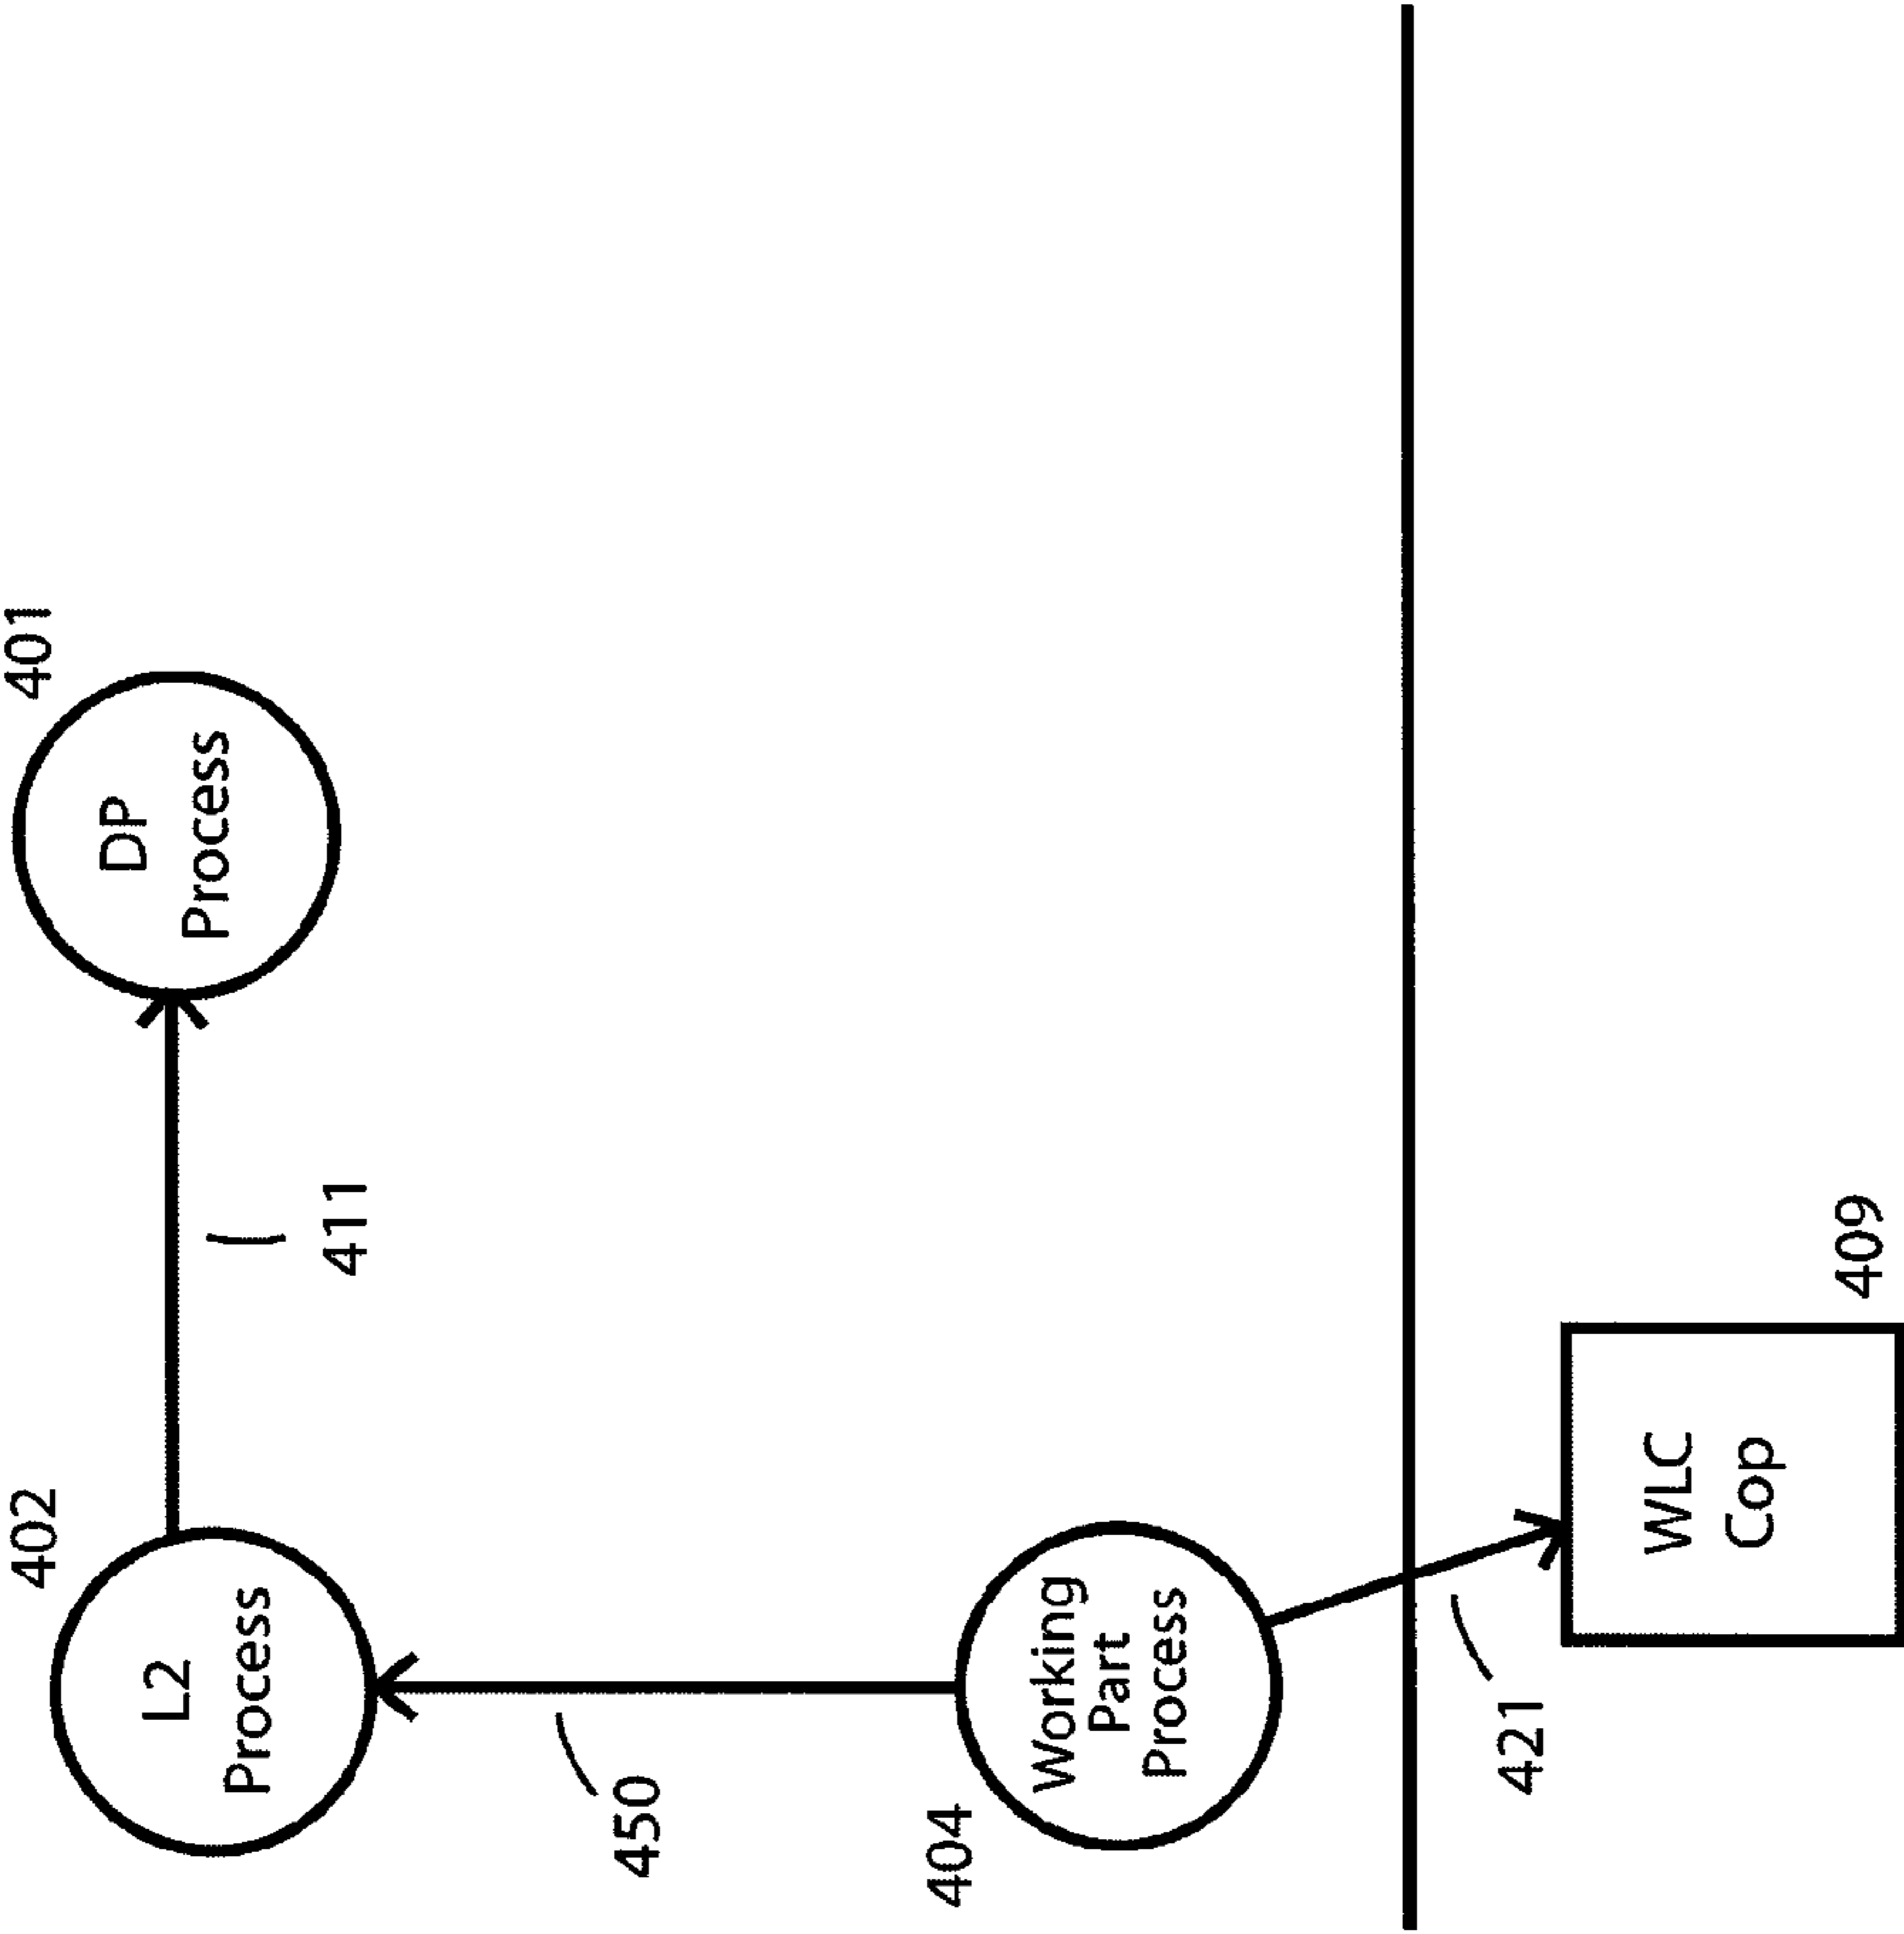 402
401
L2
Process
DP
Process
411
450
404
Working
Part
Process
421
WLC
Cop
409